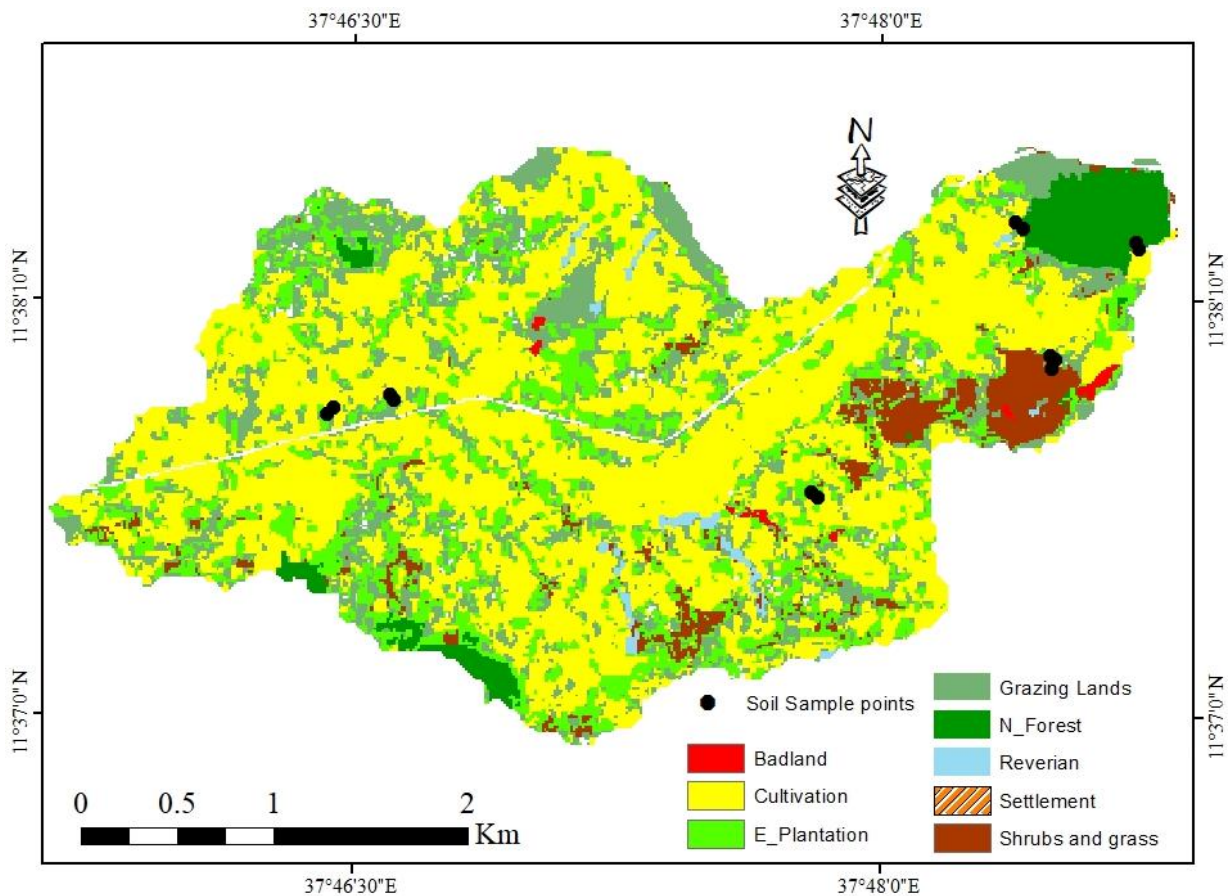 37°46'30"E
37°48'0"E
N
11°38'10"N
11°38'10"N
11°37'0"N
11°37'0"N
Soil Sample points
Badland
Cultivation
E_Plantation
Grazing Lands
N_Forest
Reverian
Settlement
Shrubs and grass
0
0.5
1
2
Km
37°46'30"E
37°48'0"E